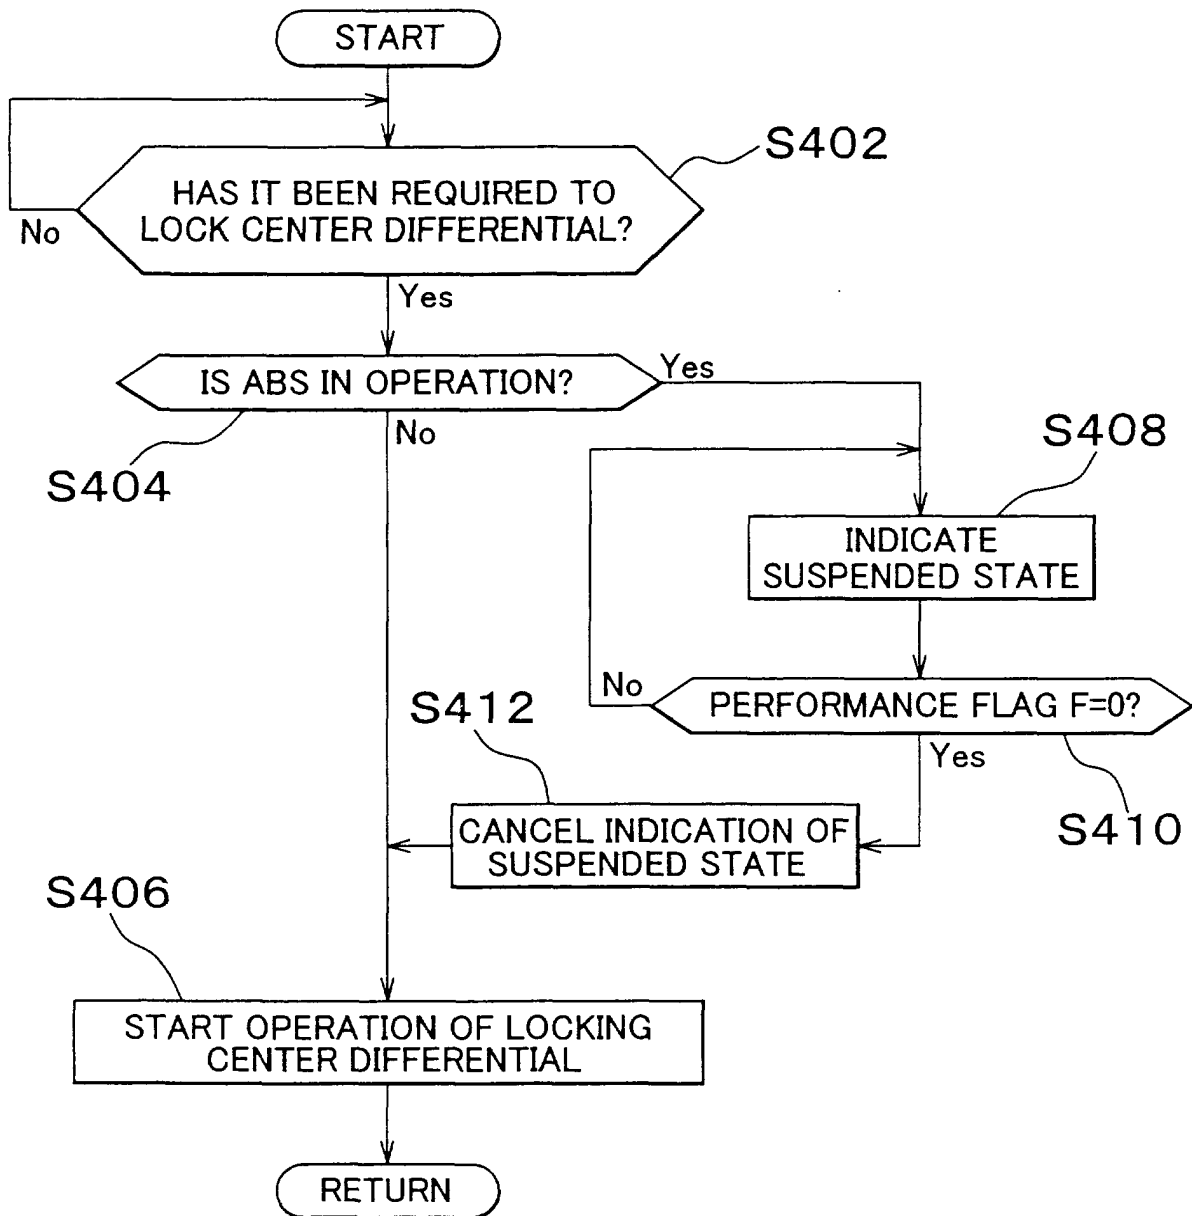 START
S402
HAS IT BEEN REQUIRED TO
LOCK CENTER DIFFERENTIAL?
No
Yes
IS ABS IN OPERATION?
Yes
No
S404
S408
INDICATE
SUSPENDED STATE
No
PERFORMANCE FLAG F=0?
Yes
S410
S412
CANCEL INDICATION OF
SUSPENDED STATE
S406
START OPERATION OF LOCKING
CENTER DIFFERENTIAL
RETURN